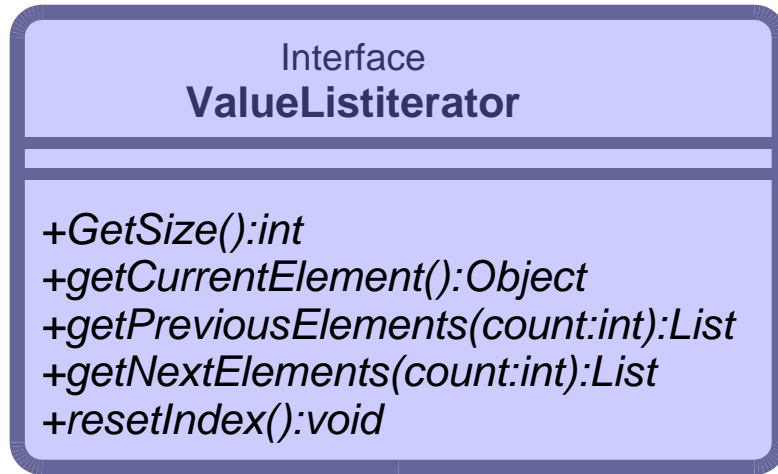 Interface
ValueListiterator
+GetSize():int
+getCurrentElement():Object
+getPreviousElements(count:int):List
+getNextElements(count:int):List
+resetIndex():void